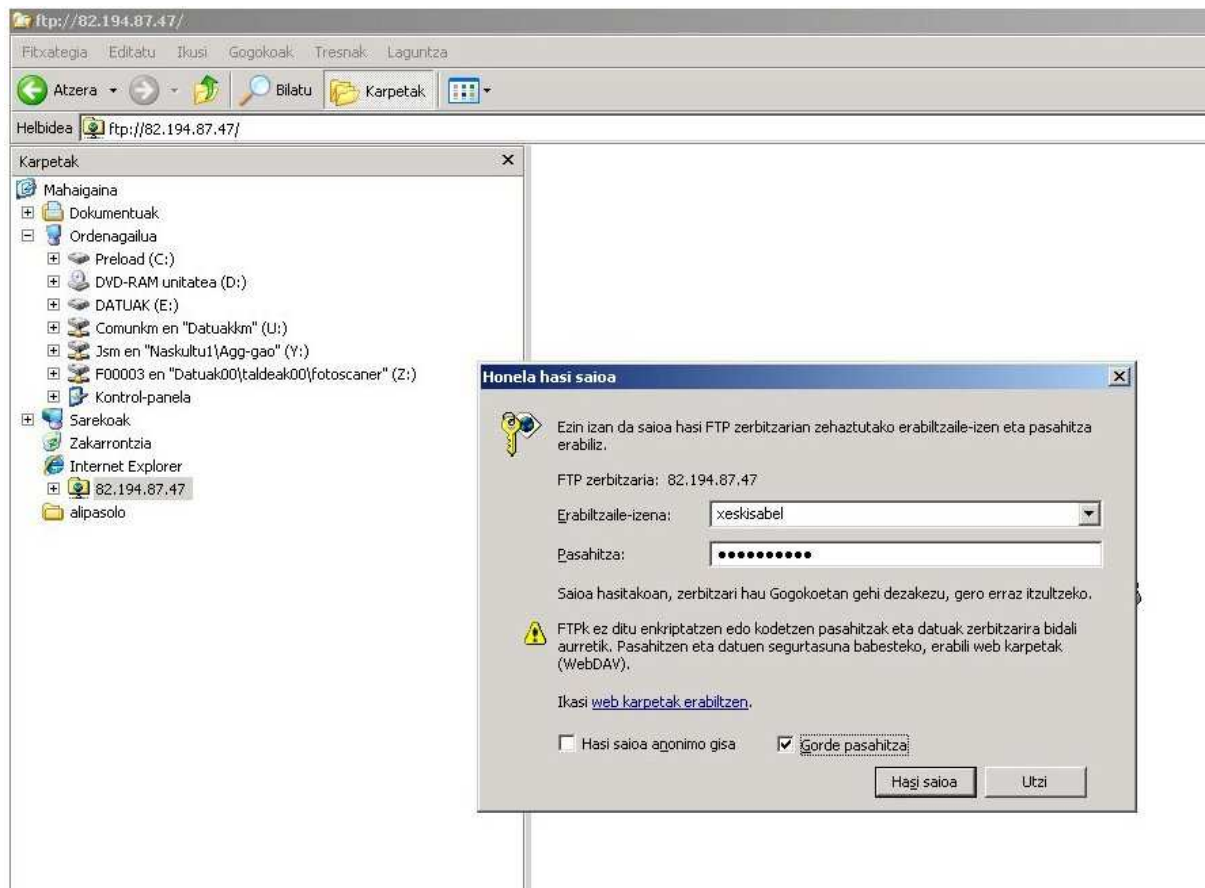 ftp://82.194.87.47/
Fitxategia Editatu Ikusi Gogokoak Tresnak Laguntza
Atzera Bilatu Karpetak
Helbidea ftp://82.194.87.47/
Karpetak
Mahaigaina
Dokumentuak
Ordenagailua
Preload (C:)
DVD-RAM unitatea (D:)
DATUAK (E:)
Comunkm en "Datuakkm" (U:)
Jsm en "Naskultu1\Agg-gao" (Y:)
F00003 en "Datuak00\taldeak00\fotoscaner" (Z:)
Kontrol-panela
Sarekoak
Zakarrontzia
Internet Explorer
82.194.87.47
alipasolo
Honela hasi saioa
Ezin izan da saioa hasi FTP zerbitzarian zehaztutako erabiltzaile-izen eta pasahitza
erabiliz.
FTP zerbitzaria: 82.194.87.47
Erabiltzaile-izena: xeskisabel
Pasahitza: ●●●●●●●●●●
Saioa hasitakoan, zerbitzari hau Gogokoetan gehi dezakezu, gero erraz itzultzeko.
FTPk ez ditu enkriptatzen edo kodetzen pasahitzak eta datuak zerbitzarira bidali
aurretik. Pasahitzen eta datuen segurtasuna babesteko, erabili web karpetak
(WebDAV).
Ikasi web karpetak erabiltzen.
Hasi saioa anonimo gisa Gorde pasahitza
Hasi saioa Utzi